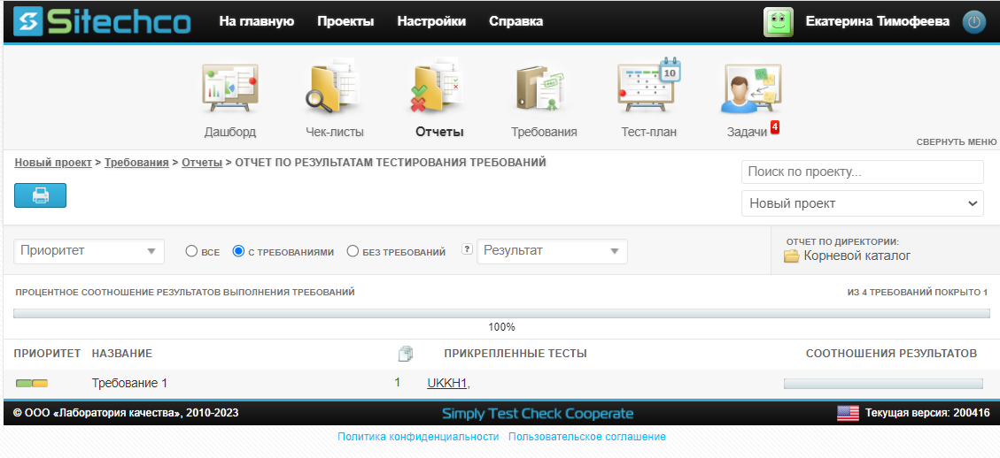 Sitechco На главную Проекты Настройки Справка Екатерина Тимофеева
10
Дашборд Чек-листы Отчеты Требования Тест-план Задачи 4
СВЕРНУТЬ МЕНЮ
Новый проект > Требования > Отчеты > ОТЧЕТ ПО РЕЗУЛЬТАТАМ ТЕСТИРОВАНИЯ ТРЕБОВАНИЙ
Поиск по проекту...
Новый проект
Приоритет ВСЕ С ТРЕБОВАНИЯМИ БЕЗ ТРЕБОВАНИЙ ? Результат
ОТЧЕТ ПО ДИРЕКТОРИИ:
Корневой каталог
ПРОЦЕНТНОЕ СООТНОШЕНИЕ РЕЗУЛЬТАТОВ ВЫПОЛНЕНИЯ ТРЕБОВАНИЙ ИЗ 4 ТРЕБОВАНИЙ ПОКРЫТО 1
100%
ПРИОРИТЕТ НАЗВАНИЕ ПРИКРЕПЛЕННЫЕ ТЕСТЫ СООТНОШЕНИЯ РЕЗУЛЬТАТОВ
Требование 1 1 UKKH1,
© ООО «Лаборатория качества», 2010-2023 Simply Test Check Cooperate Текущая версия: 200416
Политика конфиденциальности Пользовательское соглашение